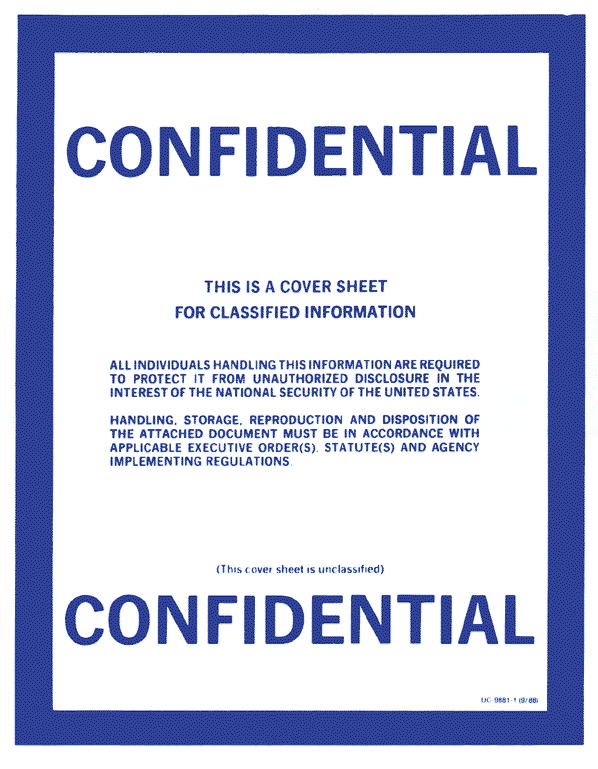 CONFIDENTIAL
THIS IS A COVER SHEET
FOR CLASSIFIED INFORMATION
ALL INDIVIDUALS HANDLING THIS INFORMATION ARE REQUIRED
TO PROTECT IT FROM UNAUTHORIZED DISCLOSURE IN THE
INTEREST OF THE NATIONAL SECURITY OF THE UNITED STATES.
HANDLING, STORAGE, REPRODUCTION AND DISPOSITION OF
THE ATTACHED DOCUMENT MUST BE IN ACCORDANCE WITH
APPLICABLE EXECUTIVE ORDER(S), STATUTE(S) AND AGENCY
IMPLEMENTING REGULATIONS.
(This cover sheet is unclassified)
CONFIDENTIAL
(9/88)